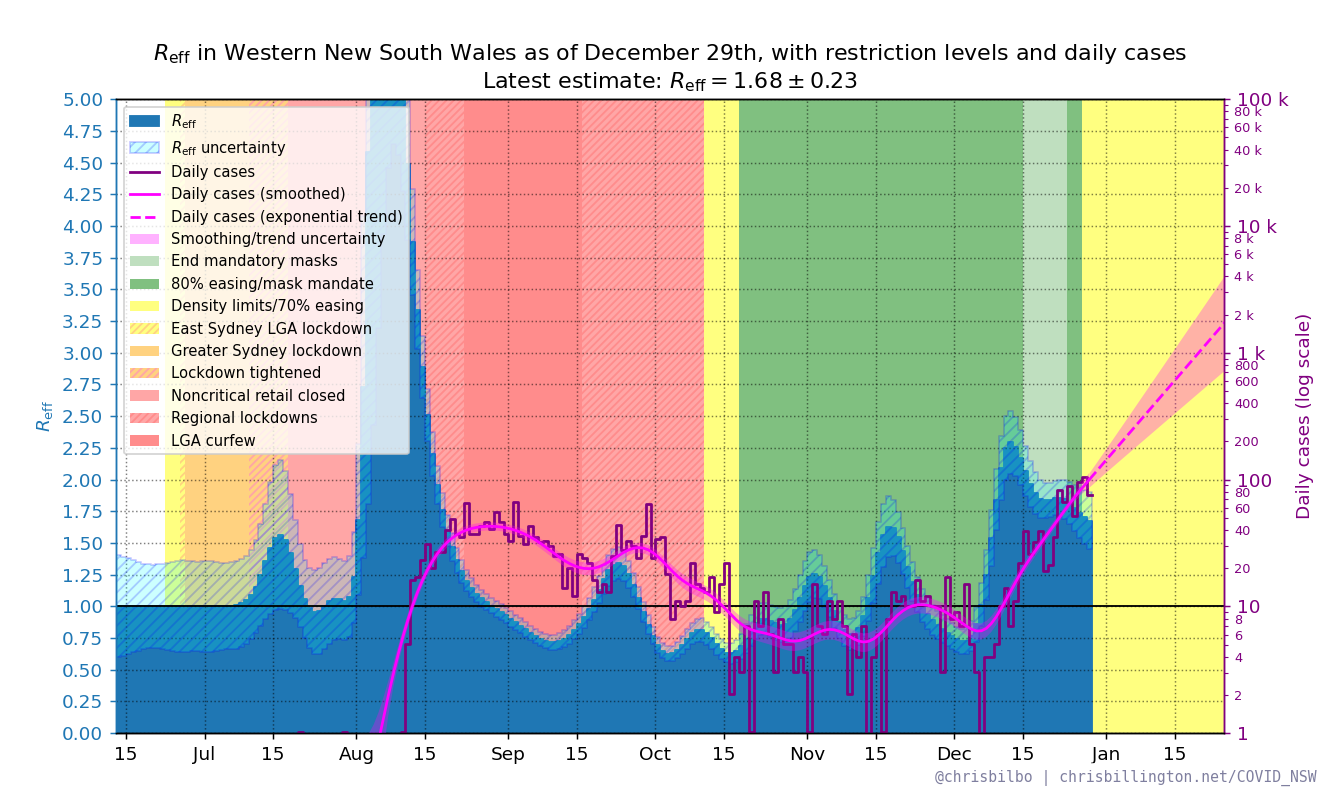 Reff in Western New South Wales as of December 29th, with restriction levels and daily cases
Latest estimate: Reff = 1.68 ± 0.23
5.00
4.75
4.50
4.25
4.00
3.75
3.50
3.25
3.00
2.75
2.50
2.25
2.00
1.75
1.50
1.25
1.00
0.75
0.50
0.25
0.00
Reff
Reff
Reff uncertainty
Daily cases
Daily cases (smoothed)
Daily cases (exponential trend)
Smoothing/trend uncertainty
End mandatory masks
80% easing/mask mandate
Density limits/70% easing
East Sydney LGA lockdown
Greater Sydney lockdown
Lockdown tightened
Noncritical retail closed
Regional lockdowns
LGA curfew
100 k
80 k
60 k
40 k
20 k
10 k
8 k
6 k
4 k
2 k
1 k
800
600
400
200
100
80
60
40
20
10
8
6
4
2
1
Daily cases (log scale)
15 Jul 15 Aug 15 Sep 15 Oct 15 Nov 15 Dec 15 Jan 15
@chrisbilbo | chrisbillington.net/COVID_NSW